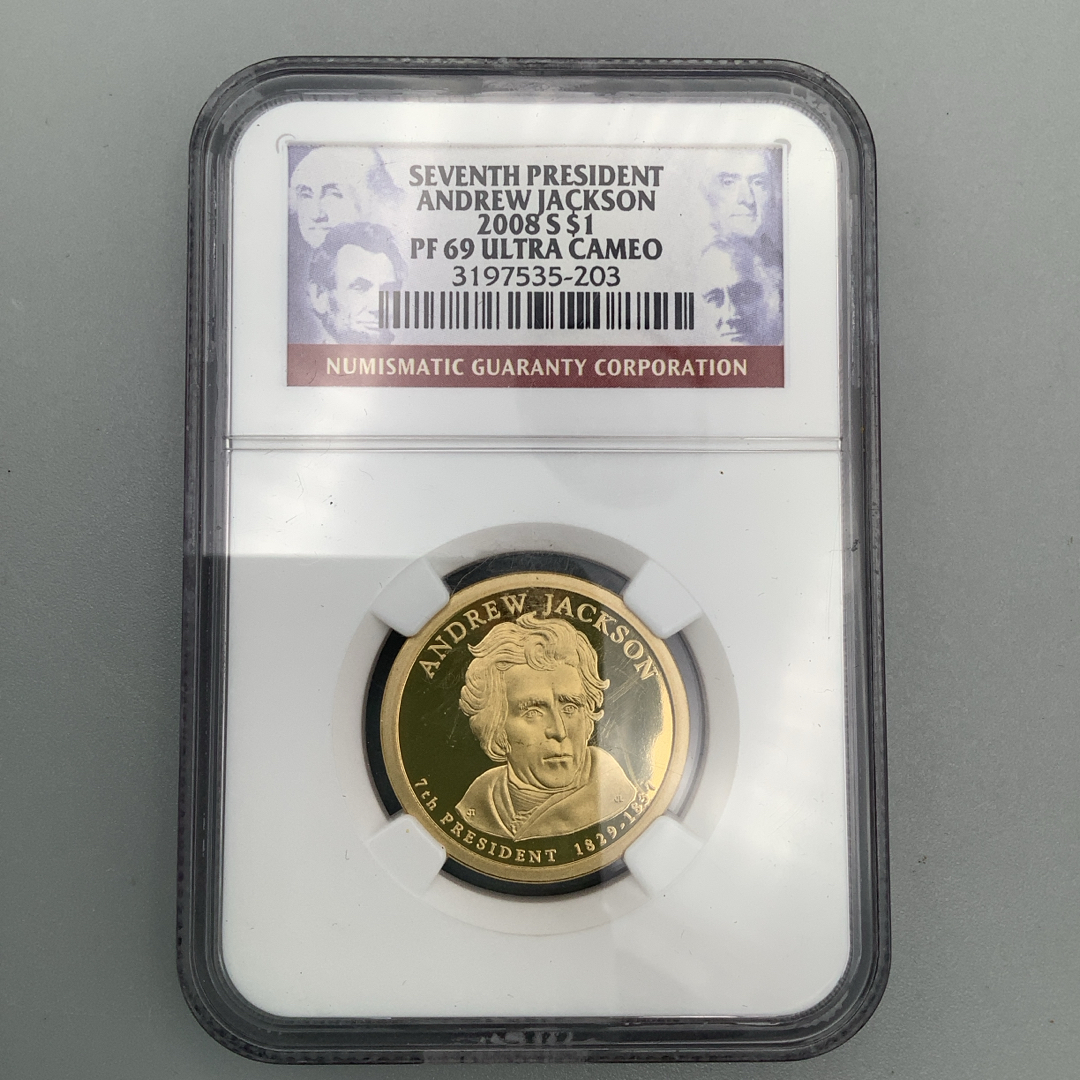 SEVENTH PRESIDENT
ANDREW JACKSON
2008 S $1
PF 69 ULTRA CAMEO
3197535-203
NUMISMATIC GUARANTY CORPORATION
ANDREW JACKSON
7th PRESIDENT 1829-1837